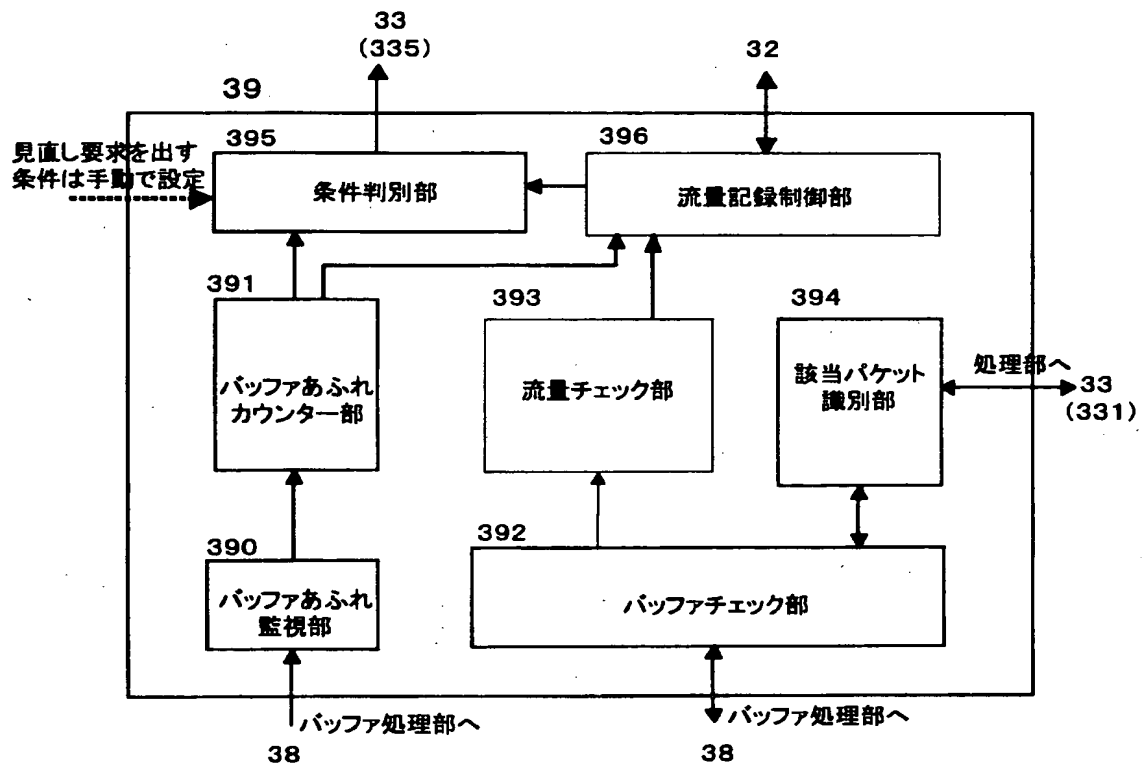 33
(335)
32
39
395
396
見直し要求を出す
条件は手動で設定
条件判別部
流量記録制御部
391
393
394
バッファあふれ
カウンター部
流量チェック部
該当パケット
識別部
処理部へ
33
(331)
390
392
バッファあふれ
監視部
バッファチェック部
バッファ処理部へ
38
バッファ処理部へ
38